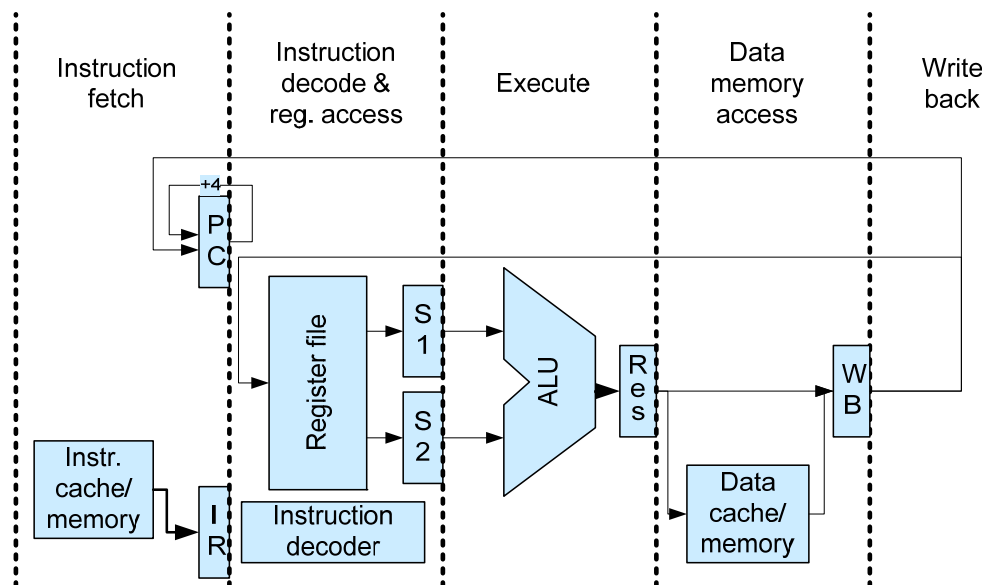 Instruction
fetch
Instruction
decode &
reg. access
Execute
Data
memory
access
Write
back
+4
P
C
Register file
S
1
S
2
ALU
R
e
s
W
B
Instr.
cache/
memory
I
R
Instruction
decoder
Data
cache/
memory